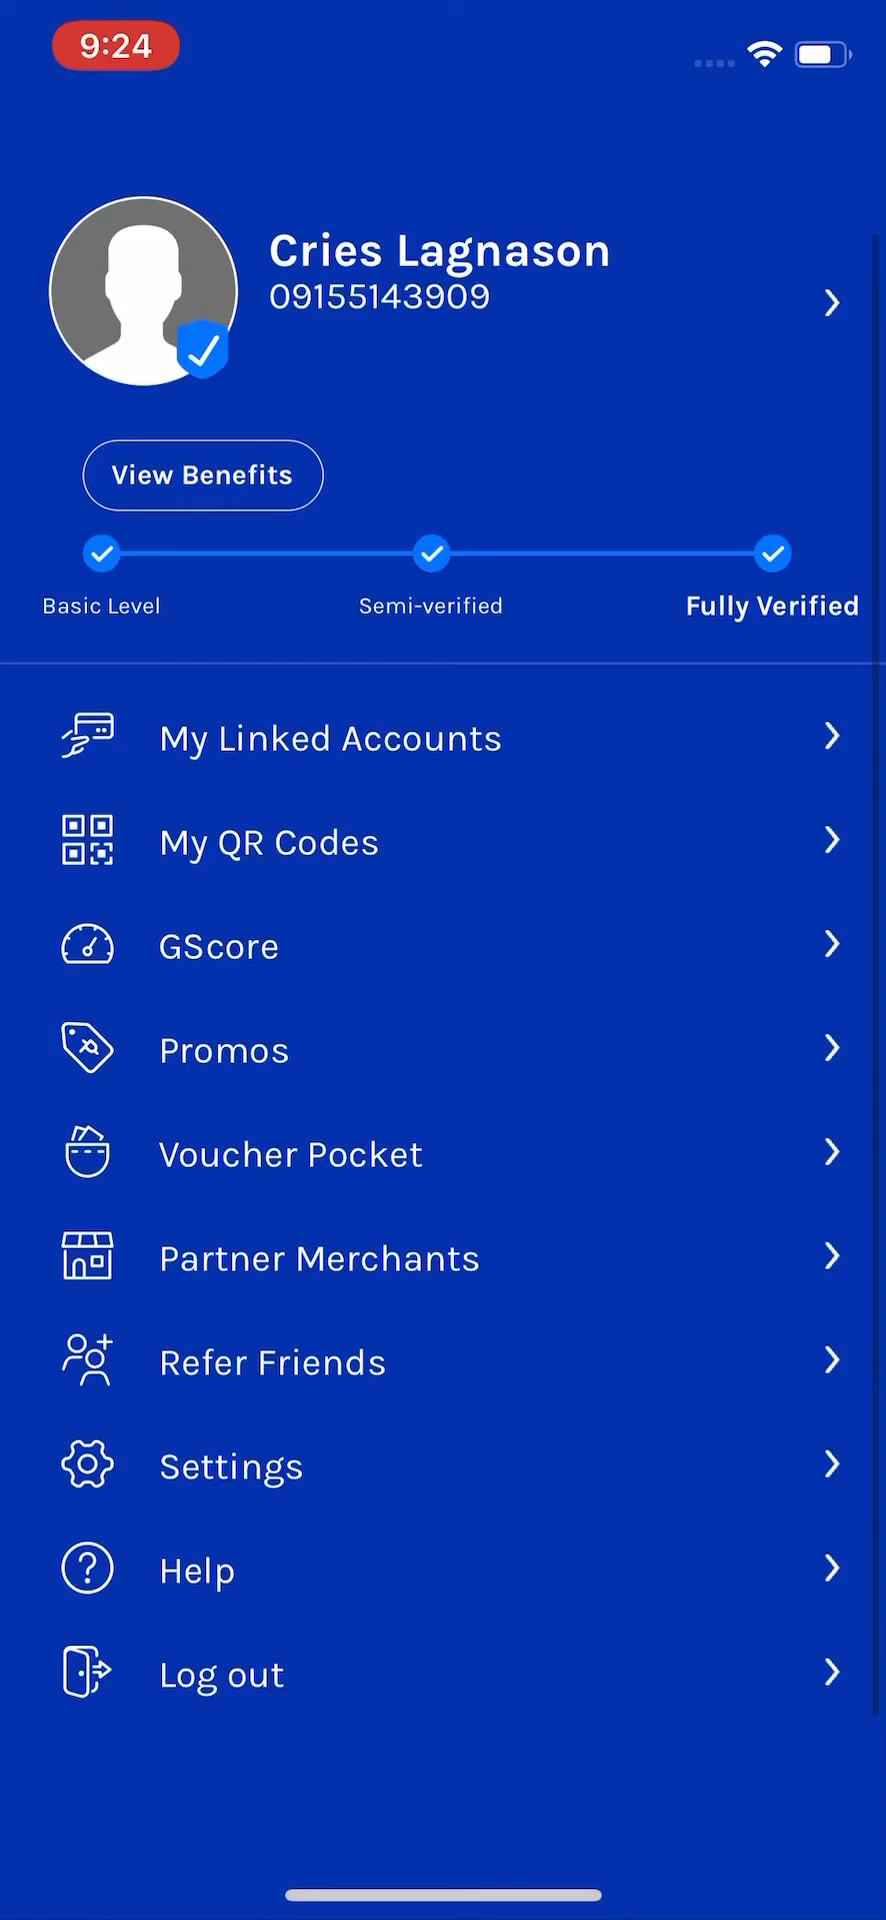 9:24
Cries Lagnason
09155143909
View Benefits
Basic Level
Semi-verified
Fully Verified
My Linked Accounts
My QR Codes
GScore
Promos
Voucher Pocket
Partner Merchants
Refer Friends
Settings
Help
Log out